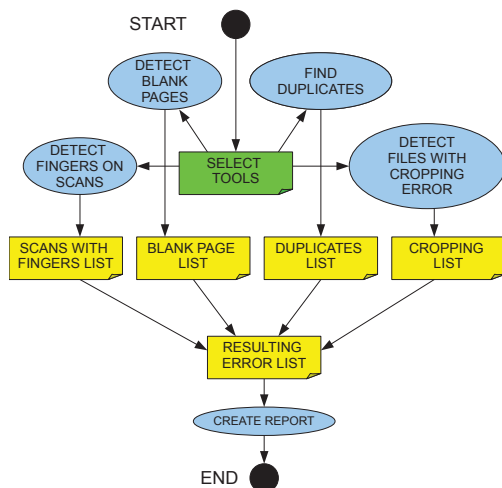 START
DETECT
BLANK
PAGES
FIND
DUPLICATES
DETECT
FINGERS ON
SCANS
SELECT
TOOLS
DETECT
FILES WITH
CROPPING
ERROR
SCANS WITH
FINGERS LIST
BLANK PAGE
LIST
DUPLICATES
LIST
CROPPING
LIST
RESULTING
ERROR LIST
CREATE REPORT
END